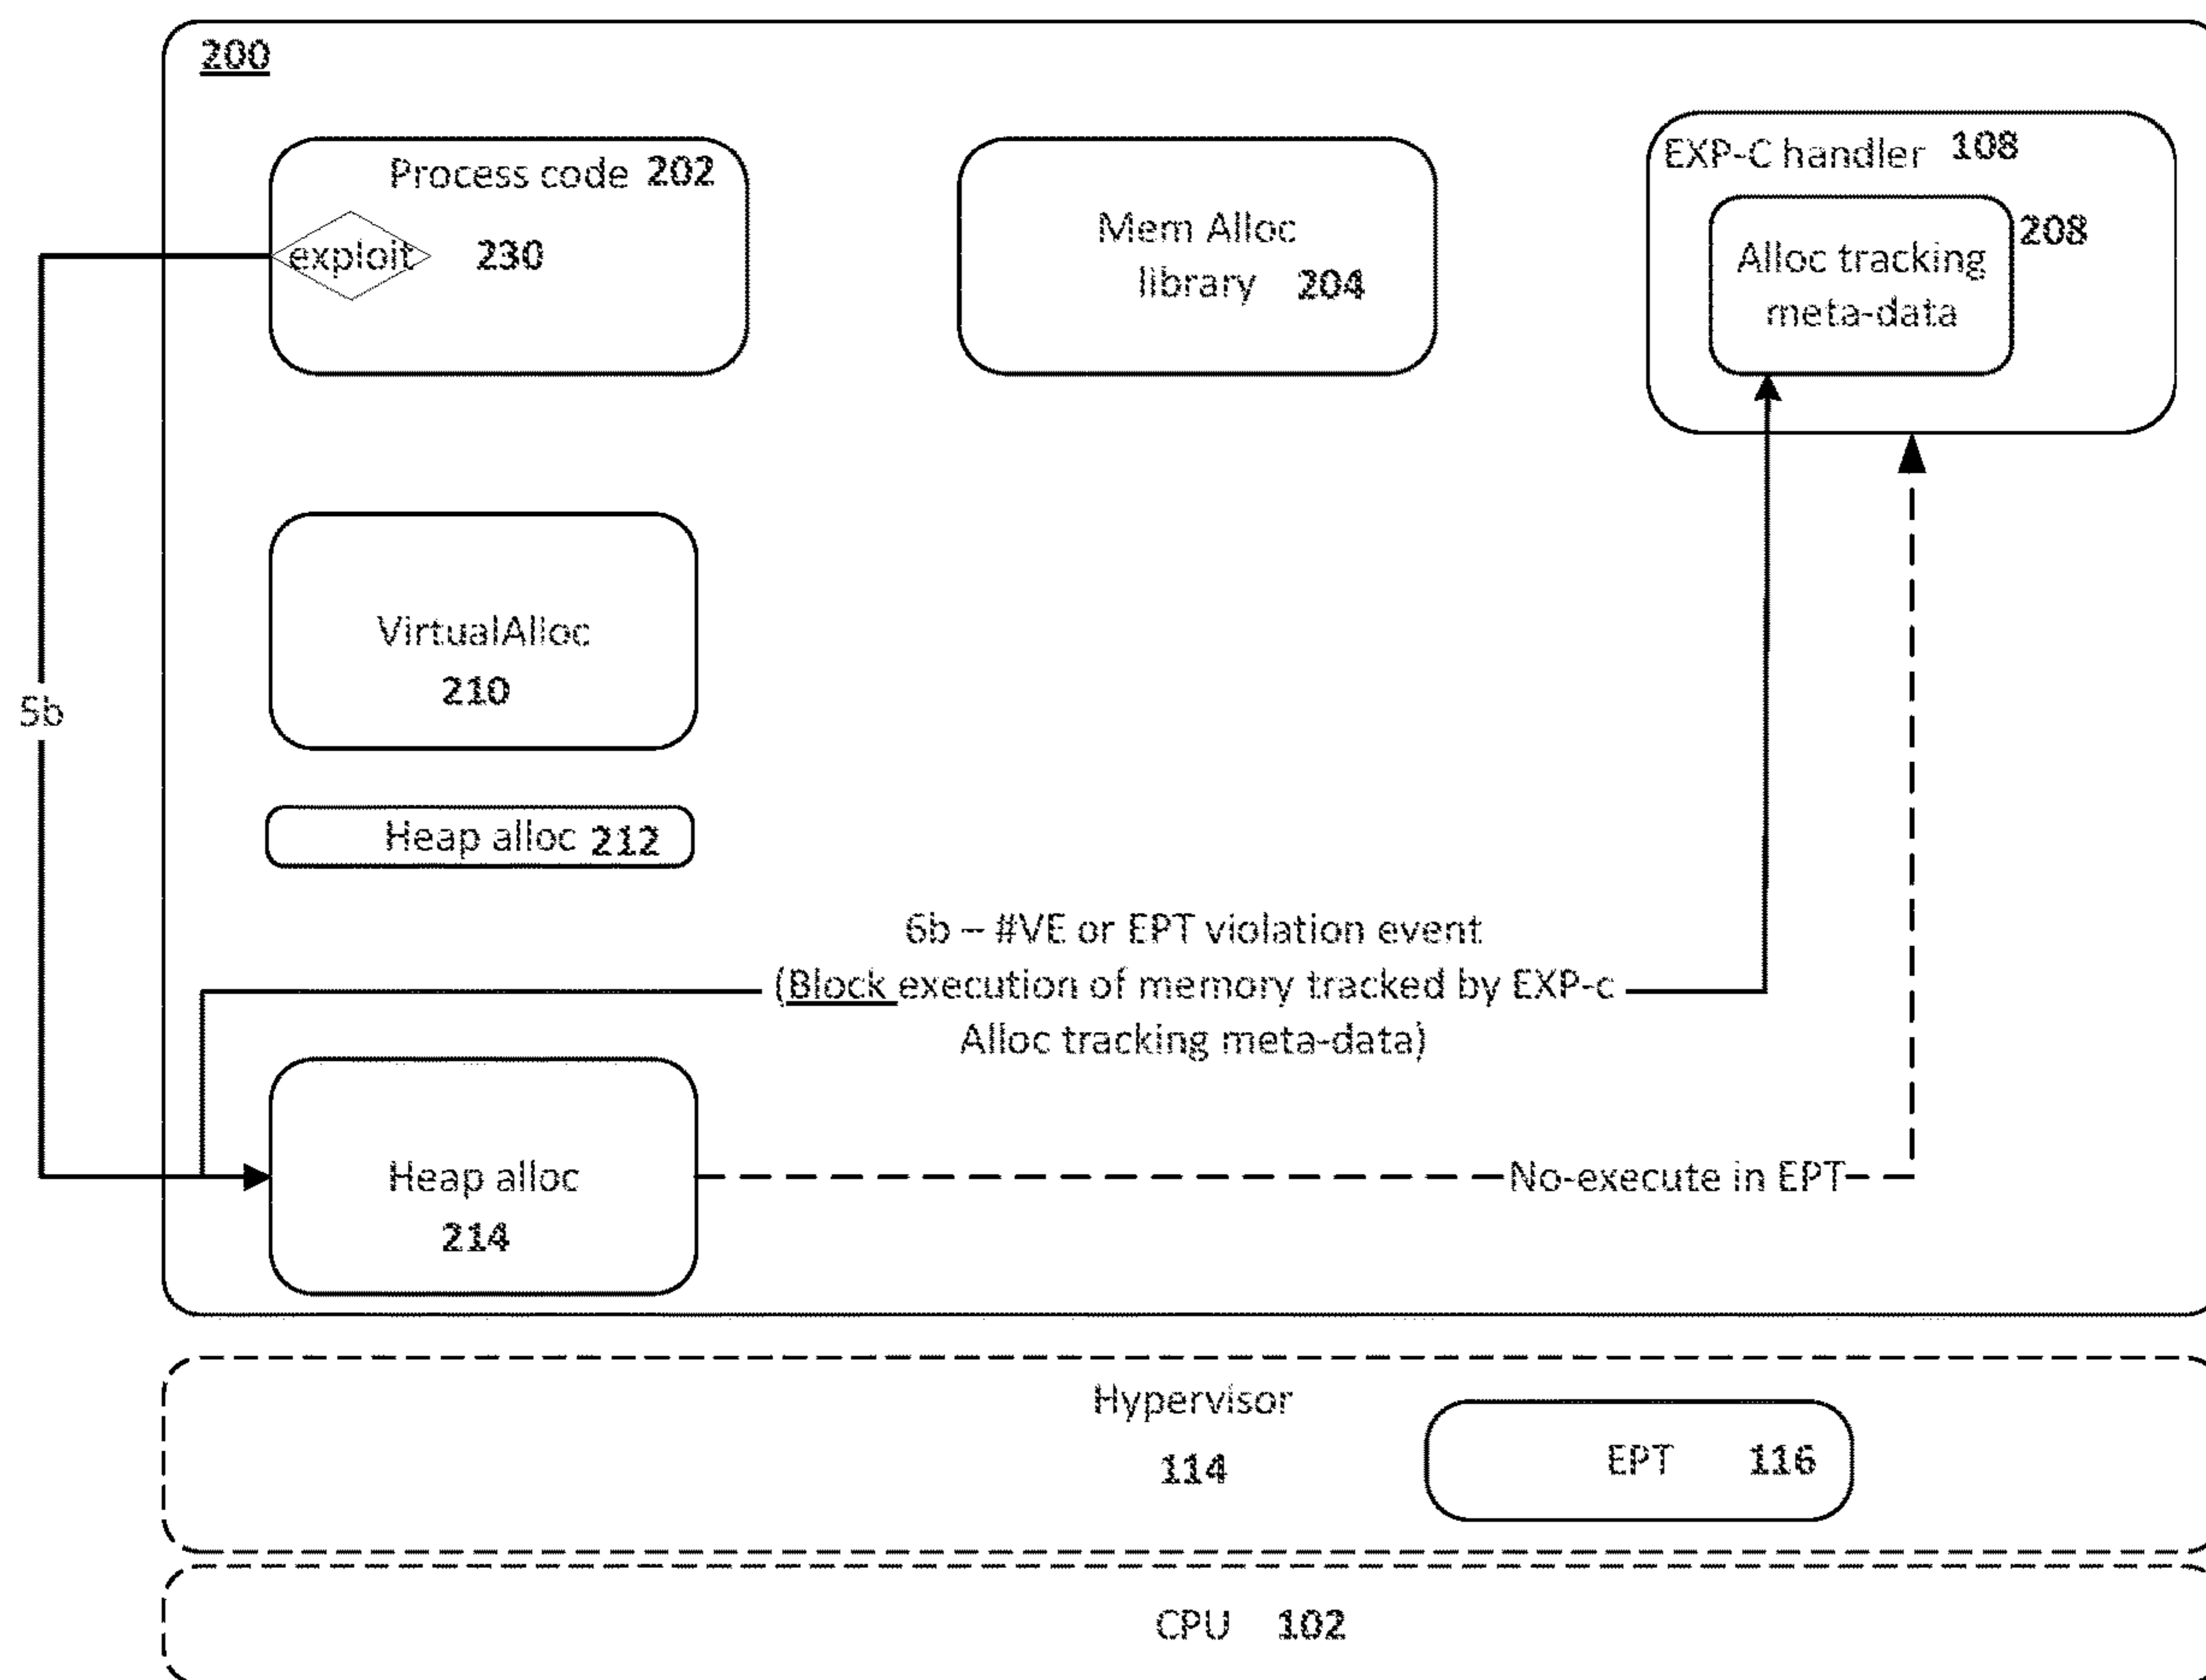 200
Process code 202
exploit 230
Mem Alloc
library 204
EXP-C handler 108
208
Alloc tracking
meta-data
VirtualAlloc
210
5b
Heap alloc 212
6b – #VE or EPT violation event
(Block execution of memory tracked by EXP-c
Alloc tracking meta-data)
Heap alloc
214
No-execute in EPT
Hypervisor
114
EPT 116
CPU 102